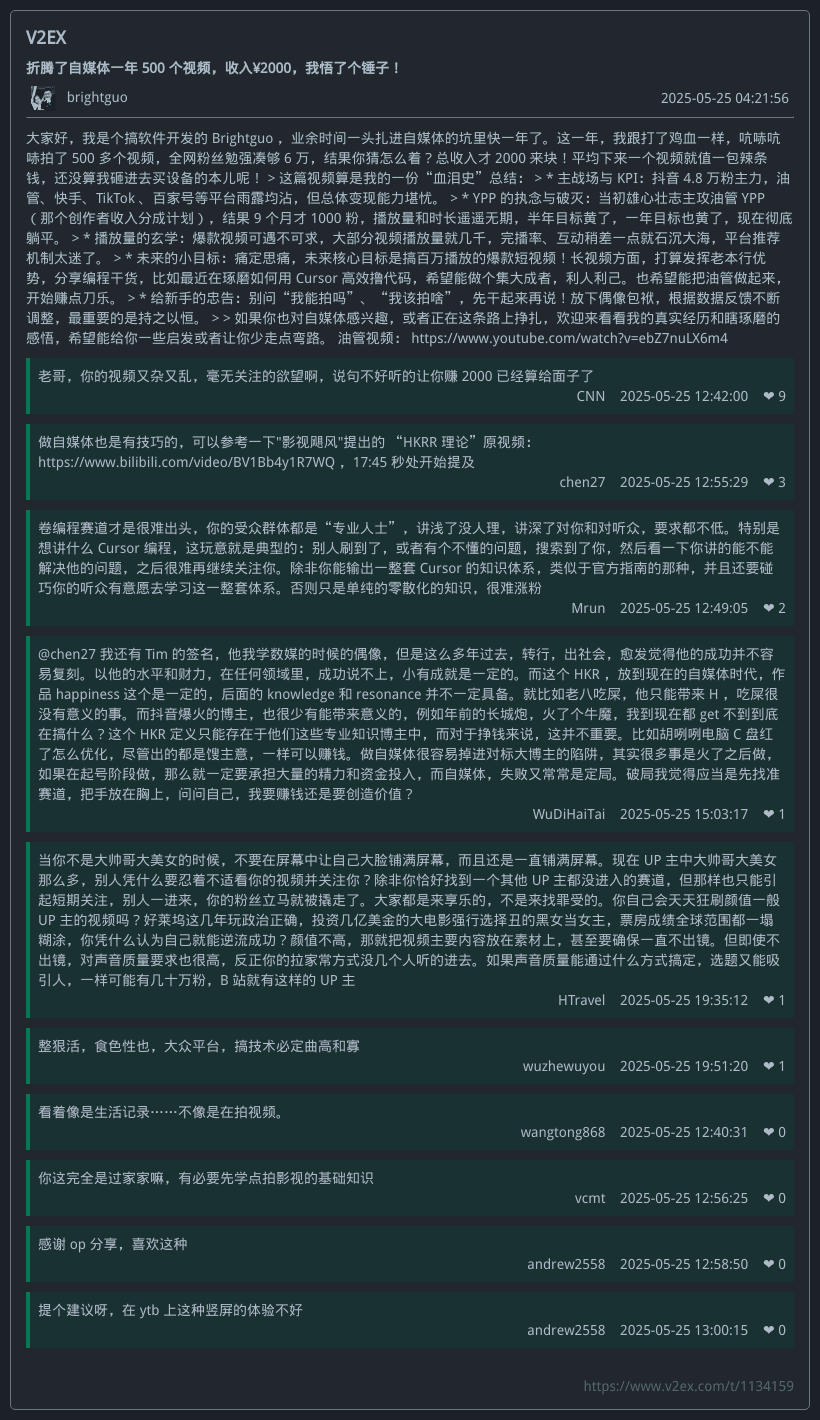 V2EX
折腾了自媒体一年 500 个视频，收入¥2000，我悟了个锤子！
brightguo
2025-05-25 04:21:56
大家好，我是个搞软件开发的 Brightguo ，业余时间一头扎进自媒体的坑里快一年了。这一年，我跟打了鸡血一样，吭哧吭
哧拍了 500 多个视频，全网粉丝勉强凑够 6 万，结果你猜怎么着？总收入才 2000 来块！平均下来一个视频就值一包辣条
钱，还没算我砸进去买设备的本儿呢！ > 这篇视频算是我的一份“血泪史”总结： > * 主战场与 KPI：抖音 4.8 万粉主力，油
管、快手、TikTok 、百家号等平台雨露均沾，但总体变现能力堪忧。 > * YPP 的执念与破灭：当初雄心壮志主攻油管 YPP
（那个创作者收入分成计划），结果 9 个月才 1000 粉，播放量和时长遥遥无期，半年目标黄了，一年目标也黄了，现在彻底
躺平。 > * 播放量的玄学：爆款视频可遇不可求，大部分视频播放量就几千，完播率、互动稍差一点就石沉大海，平台推荐
机制太迷了。 > * 未来的小目标：痛定思痛，未来核心目标是搞百万播放的爆款短视频！长视频方面，打算发挥老本行优
势，分享编程干货，比如最近在琢磨如何用 Cursor 高效撸代码，希望能做个集大成者，利人利己。也希望能把油管做起来，
开始赚点刀乐。 > * 给新手的忠告：别问“我能拍吗”、“我该拍啥”，先干起来再说！放下偶像包袱，根据数据反馈不断
调整，最重要的是持之以恒。 > > 如果你也对自媒体感兴趣，或者正在这条路上挣扎，欢迎来看看我的真实经历和瞎琢磨的
感悟，希望能给你一些启发或者让你少走点弯路。 油管视频： https://www.youtube.com/watch?v=ebZ7nuLX6m4
老哥，你的视频又杂又乱，毫无关注的欲望啊，说句不好听的让你赚 2000 已经算给面子了
CNN 2025-05-25 12:42:00 ❤ 9
做自媒体也是有技巧的，可以参考一下"影视飓风"提出的 “HKRR 理论”原视频：
https://www.bilibili.com/video/BV1Bb4y1R7WQ ，17:45 秒处开始提及
chen27 2025-05-25 12:55:29 ❤ 3
卷编程赛道才是很难出头，你的受众群体都是“专业人士”，讲浅了没人理，讲深了对你和对听众，要求都不低。特别是
想讲什么 Cursor 编程，这玩意就是典型的：别人刷到了，或者有个不懂的问题，搜索到了你，然后看一下你讲的能不能
解决他的问题，之后很难再继续关注你。除非你能输出一整套 Cursor 的知识体系，类似于官方指南的那种，并且还要碰
巧你的听众有意愿去学习这一整套体系。否则只是单纯的零散化的知识，很难涨粉
Mrun 2025-05-25 12:49:05 ❤ 2
@chen27 我还有 Tim 的签名，他我学数媒的时候的偶像，但是这么多年过去，转行，出社会，愈发觉得他的成功并不容
易复刻。以他的水平和财力，在任何领域里，成功说不上，小有成就是一定的。而这个 HKR ，放到现在的自媒体时代，作
品 happiness 这个是一定的，后面的 knowledge 和 resonance 并不一定具备。就比如老八吃屎，他只能带来 H ，吃屎很
没有意义的事。而抖音爆火的博主，也很少有能带来意义的，例如年前的长城炮，火了个牛魔，我到现在都 get 不到到底
在搞什么？这个 HKR 定义只能存在于他们这些专业知识博主中，而对于挣钱来说，这并不重要。比如胡咧咧电脑 C 盘红
了怎么优化，尽管出的都是馊主意，一样可以赚钱。做自媒体很容易掉进对标大博主的陷阱，其实很多事是火了之后做，
如果在起号阶段做，那么就一定要承担大量的精力和资金投入，而自媒体，失败又常常是定局。破局我觉得应当是先找准
赛道，把手放在胸上，问问自己，我要赚钱还是要创造价值？
WuDiHaiTai 2025-05-25 15:03:17 ❤ 1
当你不是大帅哥大美女的时候，不要在屏幕中让自己大脸铺满屏幕，而且还是一直铺满屏幕。现在 UP 主中大帅哥大美女
那么多，别人凭什么要忍着不适看你的视频并关注你？除非你恰好找到一个其他 UP 主都没进入的赛道，但那样也只能引
起短期关注，别人一进来，你的粉丝立马就被撬走了。大家都是来享乐的，不是来找罪受的。你自己会天天狂刷颜值一般
UP 主的视频吗？好莱坞这几年玩政治正确，投资几亿美金的大电影强行选择丑的黑女当女主，票房成绩全球范围都一塌
糊涂，你凭什么认为自己就能逆流成功？颜值不高，那就把视频主要内容放在素材上，甚至要确保一直不出镜。但即使不
出镜，对声音质量要求也很高，反正你的拉家常方式没几个人听的进去。如果声音质量能通过什么方式搞定，选题又能吸
引人，一样可能有几十万粉，B 站就有这样的 UP 主
HTravel 2025-05-25 19:35:12 ❤ 1
整狠活，食色性也，大众平台，搞技术必定曲高和寡
wuzhewuyou 2025-05-25 19:51:20 ❤ 1
看着像是生活记录……不像是在拍视频。
wangtong868 2025-05-25 12:40:31 ❤ 0
你这完全是过家家嘛，有必要先学点拍影视的基础知识
vcmt 2025-05-25 12:56:25 ❤ 0
感谢 op 分享，喜欢这种
andrew2558 2025-05-25 12:58:50 ❤ 0
提个建议呀，在 ytb 上这种竖屏的体验不好
andrew2558 2025-05-25 13:00:15 ❤ 0
https://www.v2ex.com/t/1134159